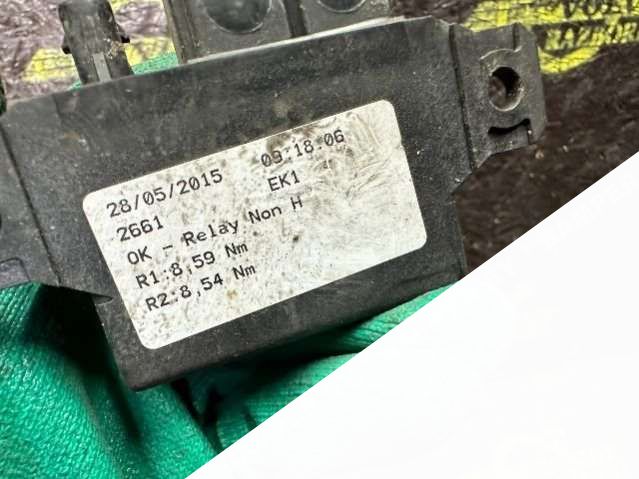 28/05/2015 09:18:06
2661 EK1
OK - Relay Non H
R1:8,59 Nm
R2:8,54 Nm